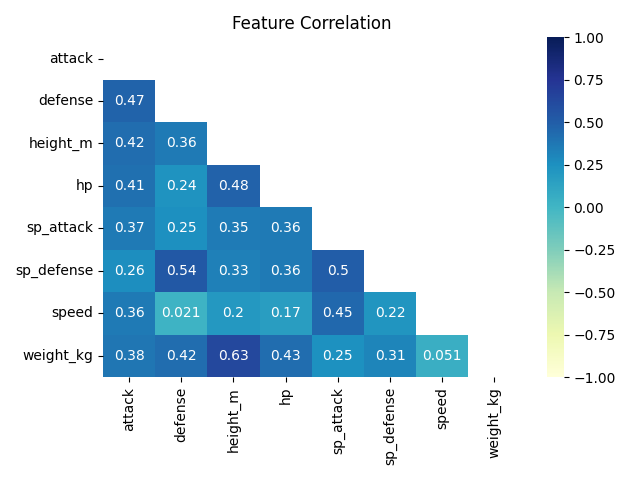 Feature Correlation
attack
defense 0.47
height_m 0.42 0.36
hp 0.41 0.24 0.48
sp_attack 0.37 0.25 0.35 0.36
sp_defense 0.26 0.54 0.33 0.36 0.5
speed 0.36 0.021 0.2 0.17 0.45 0.22
weight_kg 0.38 0.42 0.63 0.43 0.25 0.31 0.051
attack defense height_m hp sp_attack sp_defense speed weight_kg
1.00
0.75
0.50
0.25
0.00
−0.25
−0.50
−0.75
−1.00